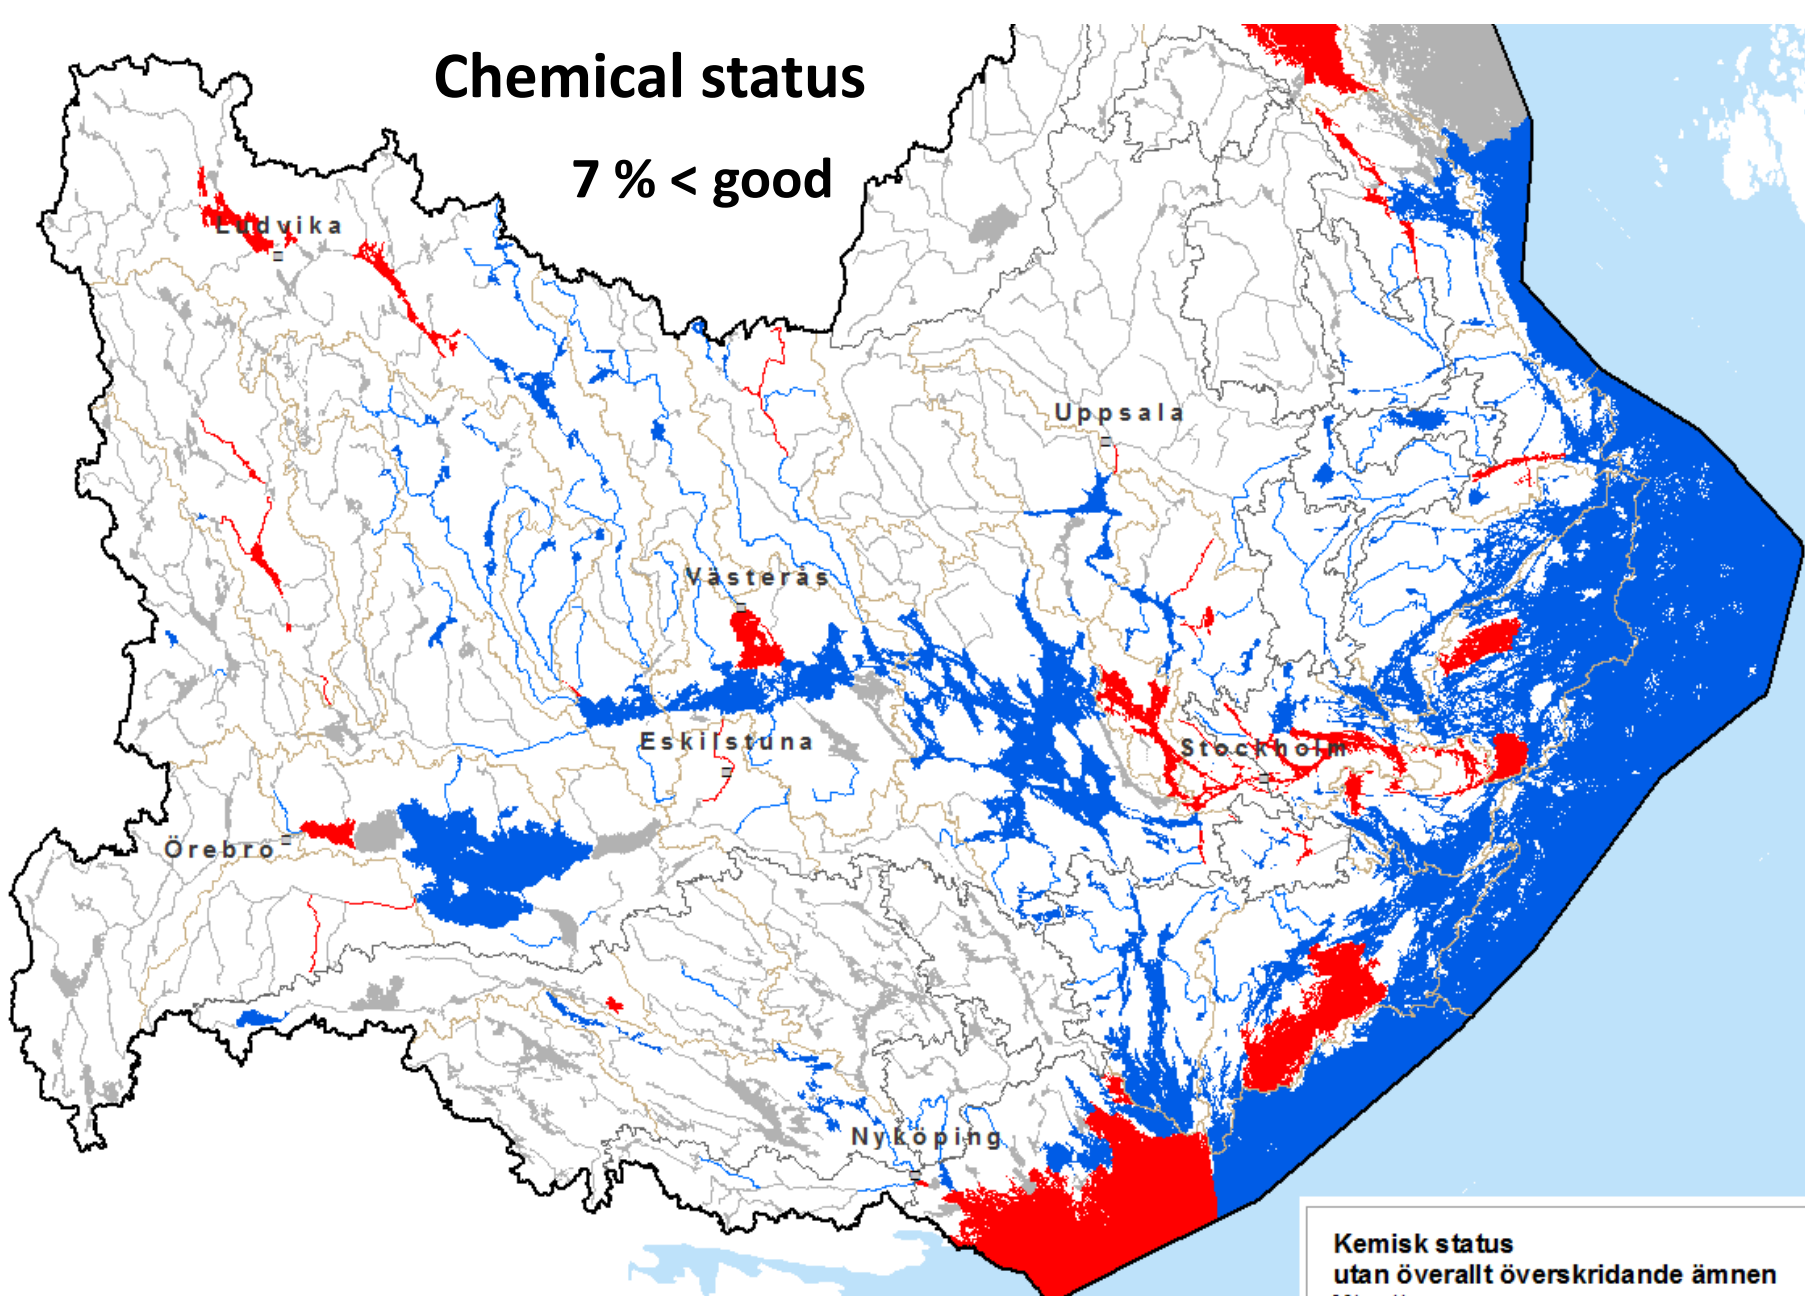 Chemical status
7 % < good
Ludvika
Uppsala
Västerås
Eskilstuna
Stockholm
Örebro
Nyköping
Kemisk status
utan överallt överskridande ämnen